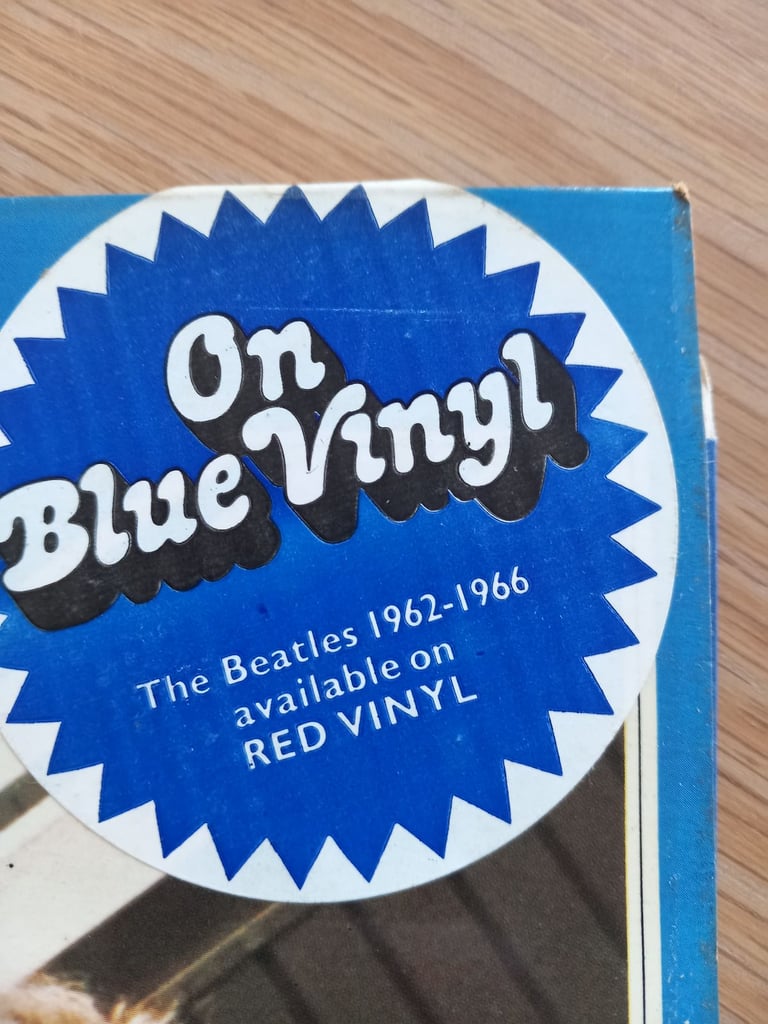 On
Blue Vinyl
The Beatles 1962-1966
available on
RED VINYL